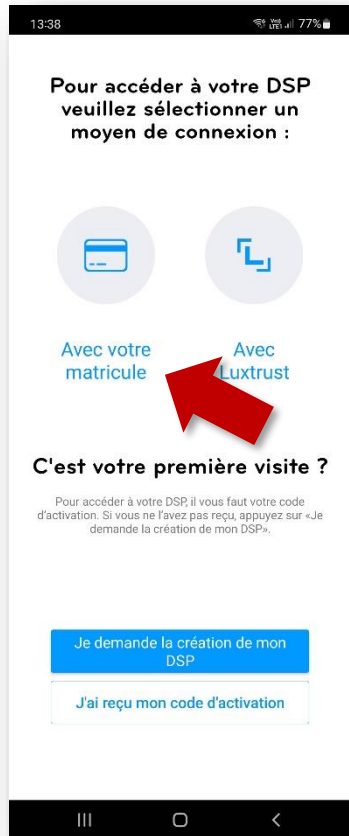 13:38
77%
Pour accéder à votre DSP
veuillez sélectionner un
moyen de connexion :
Avec votre
matricule
Avec
Luxtrust
C'est votre première visite ?
Pour accéder à votre DSP, il vous faut votre code
d'activation. Si vous ne l'avez pas reçu, appuyez sur «Je
demande la création de mon DSP».
Je demande la création de mon
DSP
J'ai reçu mon code d'activation